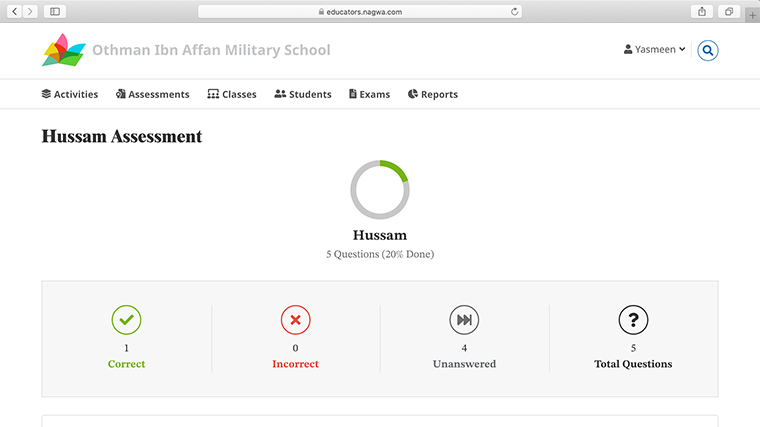 educators.nagwa.com
Othman Ibn Affan Military School
Yasmeen
Activities Assessments Classes Students Exams Reports
Hussam Assessment
Hussam
5 Questions (20% Done)
1 0 4 5
Correct Incorrect Unanswered Total Questions